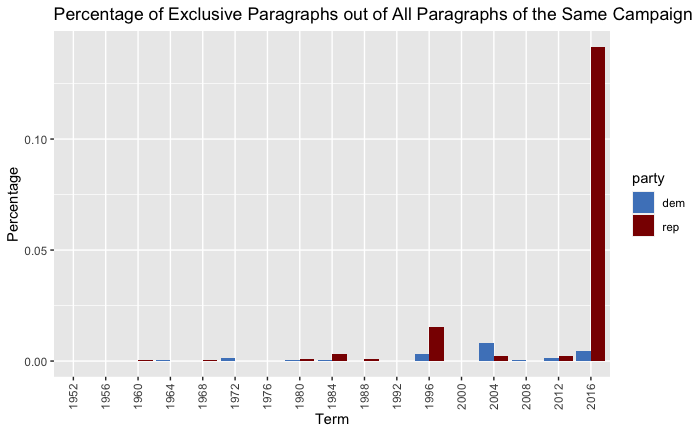 Percentage of Exclusive Paragraphs out of All Paragraphs of the Same Campaign
Percentage
0.10
0.05
0.00
1952 1956 1960 1964 1968 1972 1976 1980 1984 1988 1992 1996 2000 2004 2008 2012 2016
Term
party
dem
rep